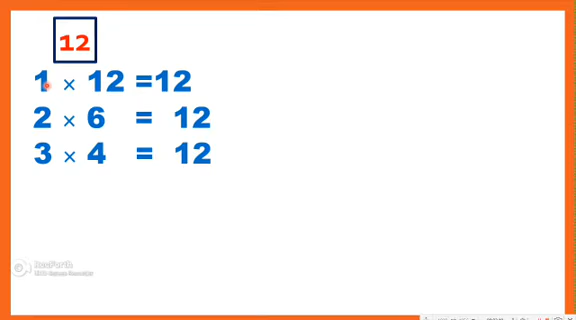 12
1 × 12 =12
2 × 6 = 12
3 × 4 = 12